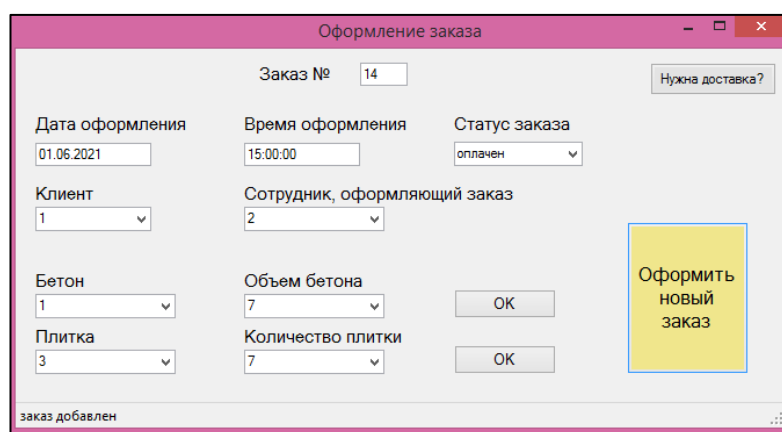 Оформление заказа
Заказ № 14
Нужна доставка?
Дата оформления Время оформления Статус заказа
01.06.2021 15:00:00 оплачен
Клиент Сотрудник, оформляющий заказ
1 2
Бетон Объем бетона
1 7 OK
Плитка Количество плитки
3 7 OK
Оформить
новый
заказ
заказ добавлен